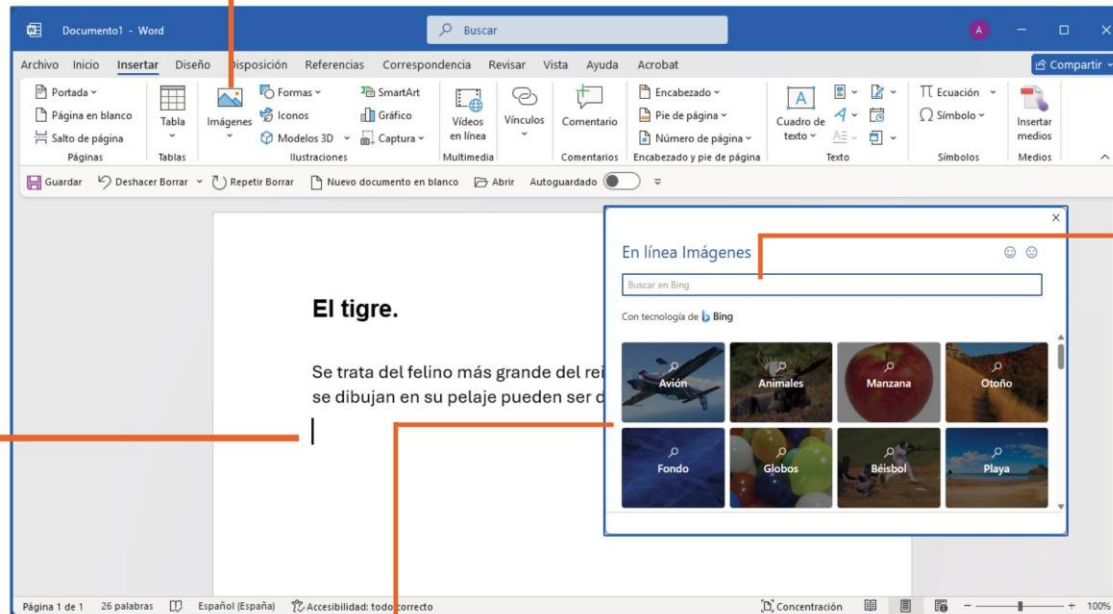 Documento1 - Word
Buscar
A
Archivo Inicio Insertar Diseño Disposición Referencias Correspondencia Revisar Vista Ayuda Acrobat
Compartir
Portada
Página en blanco
Salto de página
Páginas
Tabla
Tablas
Imágenes
Formas
Iconos
Modelos 3D
SmartArt
Gráfico
Captura
Ilustraciones
Vídeos
en línea
Multimedia
Vínculos
Comentario
Comentarios
Encabezado
Pie de página
Número de página
Encabezado y pie de página
A
Cuadro de
texto
Texto
π Ecuación
Ω Símbolo
Símbolos
Insertar
medios
Medios
Guardar Deshacer Borrar Repetir Borrar Nuevo documento en blanco Abrir Autoguardado
En línea Imágenes
Buscar en Bing
Con tecnología de Bing
Avión Animales Manzana Otoño
Fondo Globos Béisbol Playa
El tigre.
Se trata del felino más grande del rei
se dibujan en su pelaje pueden ser d
Página 1 de 1 26 palabras Español (España) Accesibilidad: todo correcto Concentración 100%